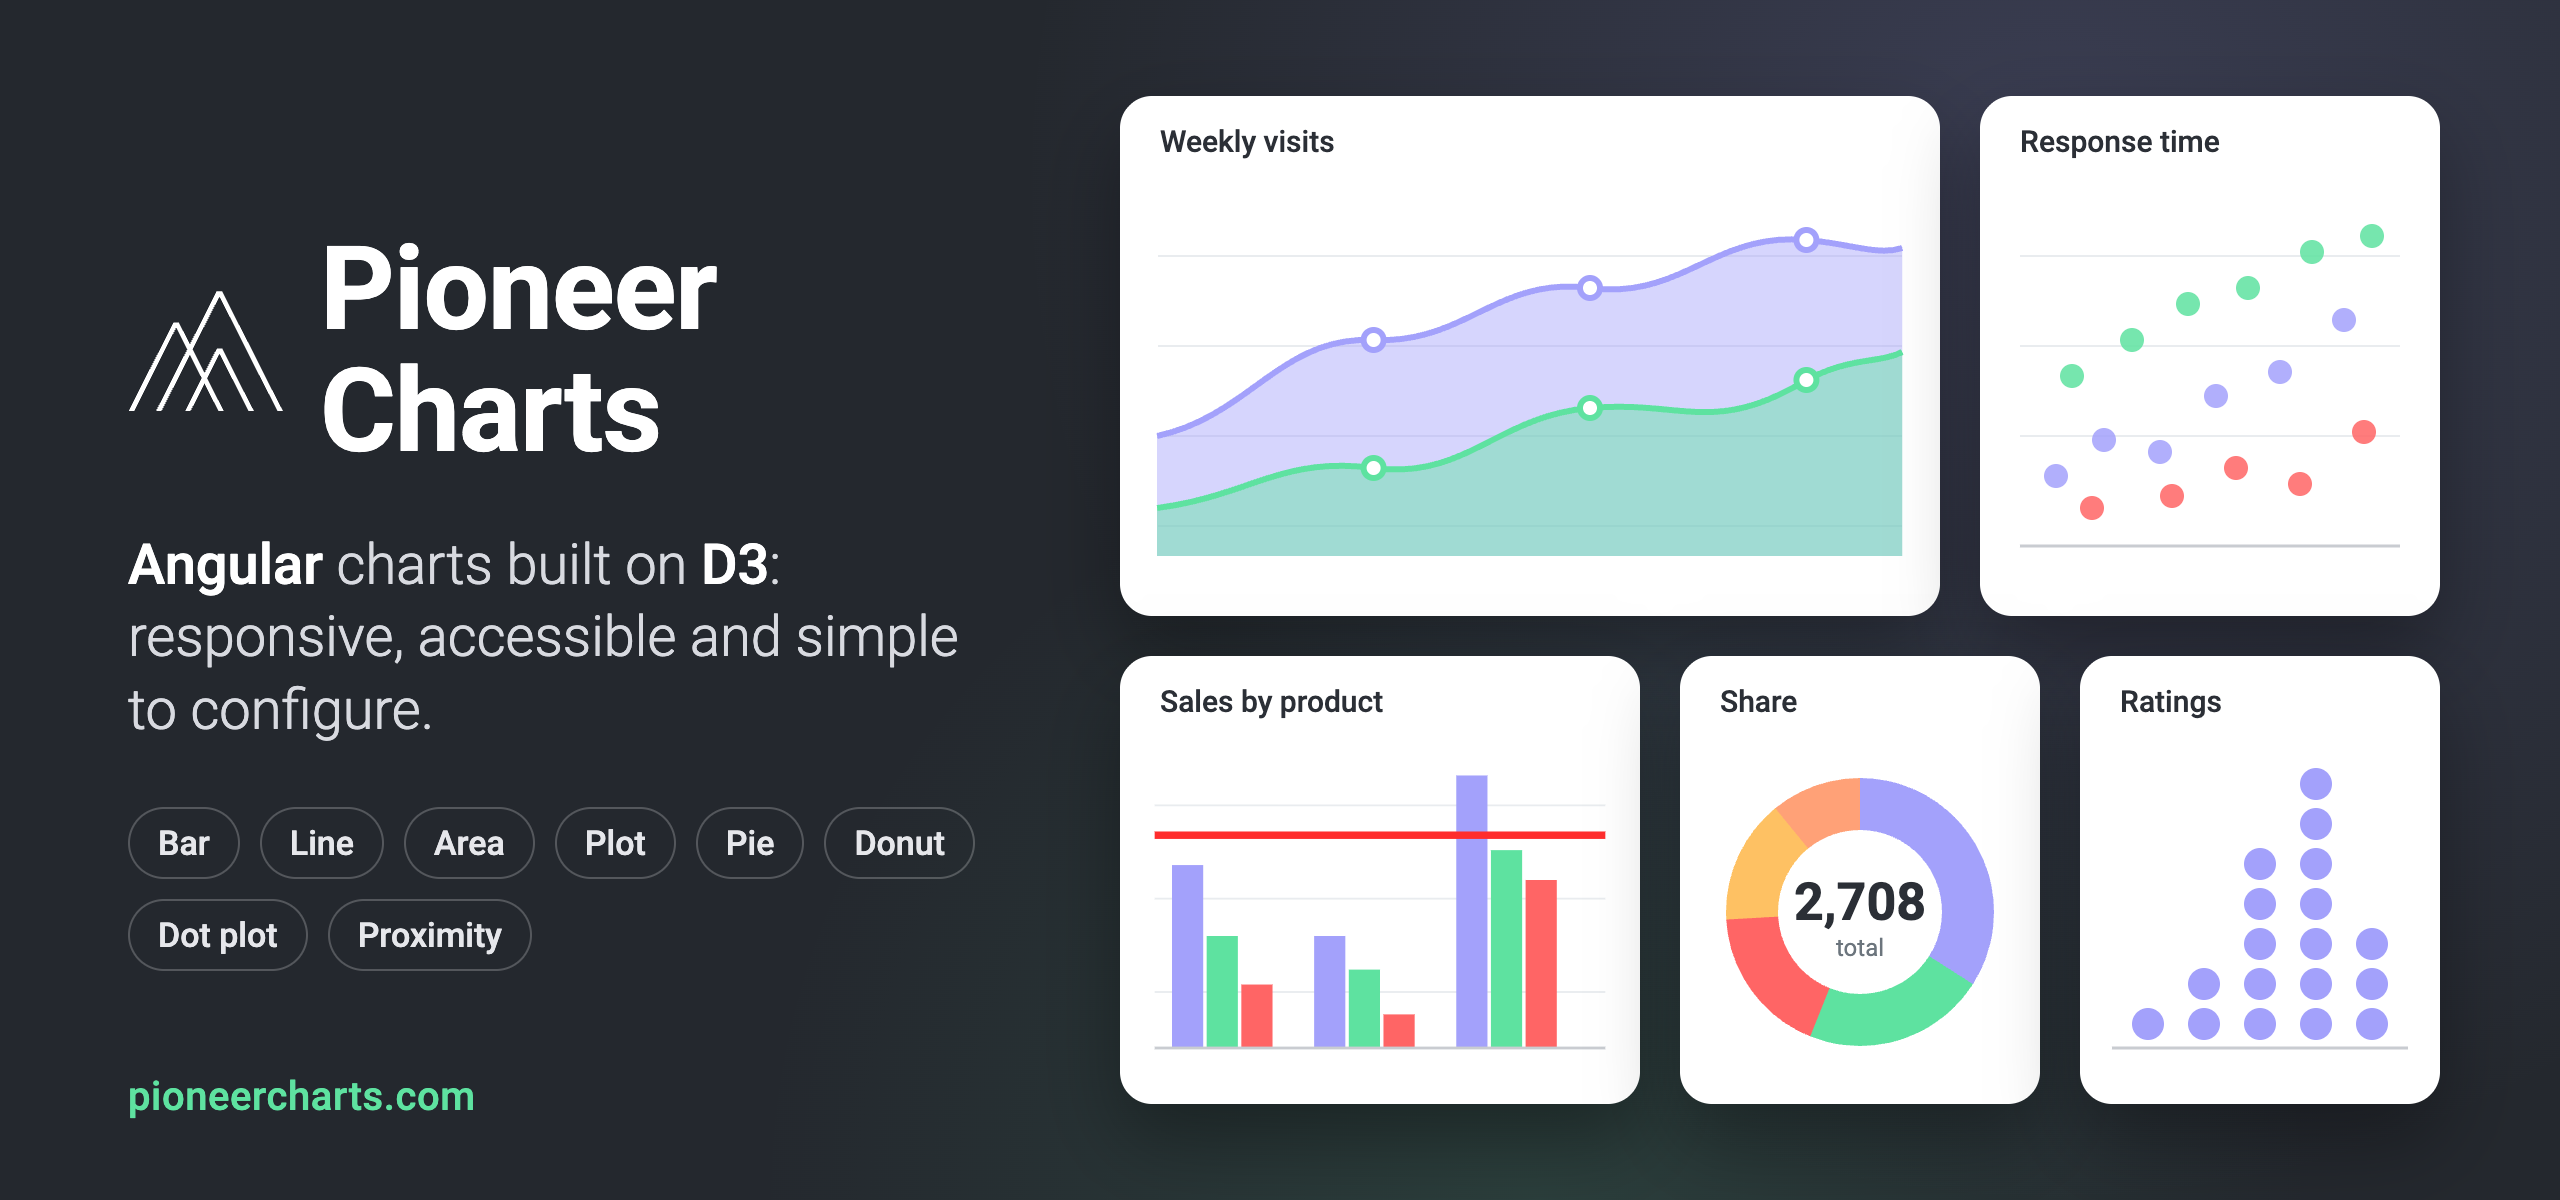 Pioneer
Charts
Angular charts built on D3:
responsive, accessible and simple
to configure.
Bar
Line
Area
Plot
Pie
Donut
Dot plot
Proximity
pioneercharts.com
Weekly visits
Response time
Sales by product
Share
2,708
total
Ratings